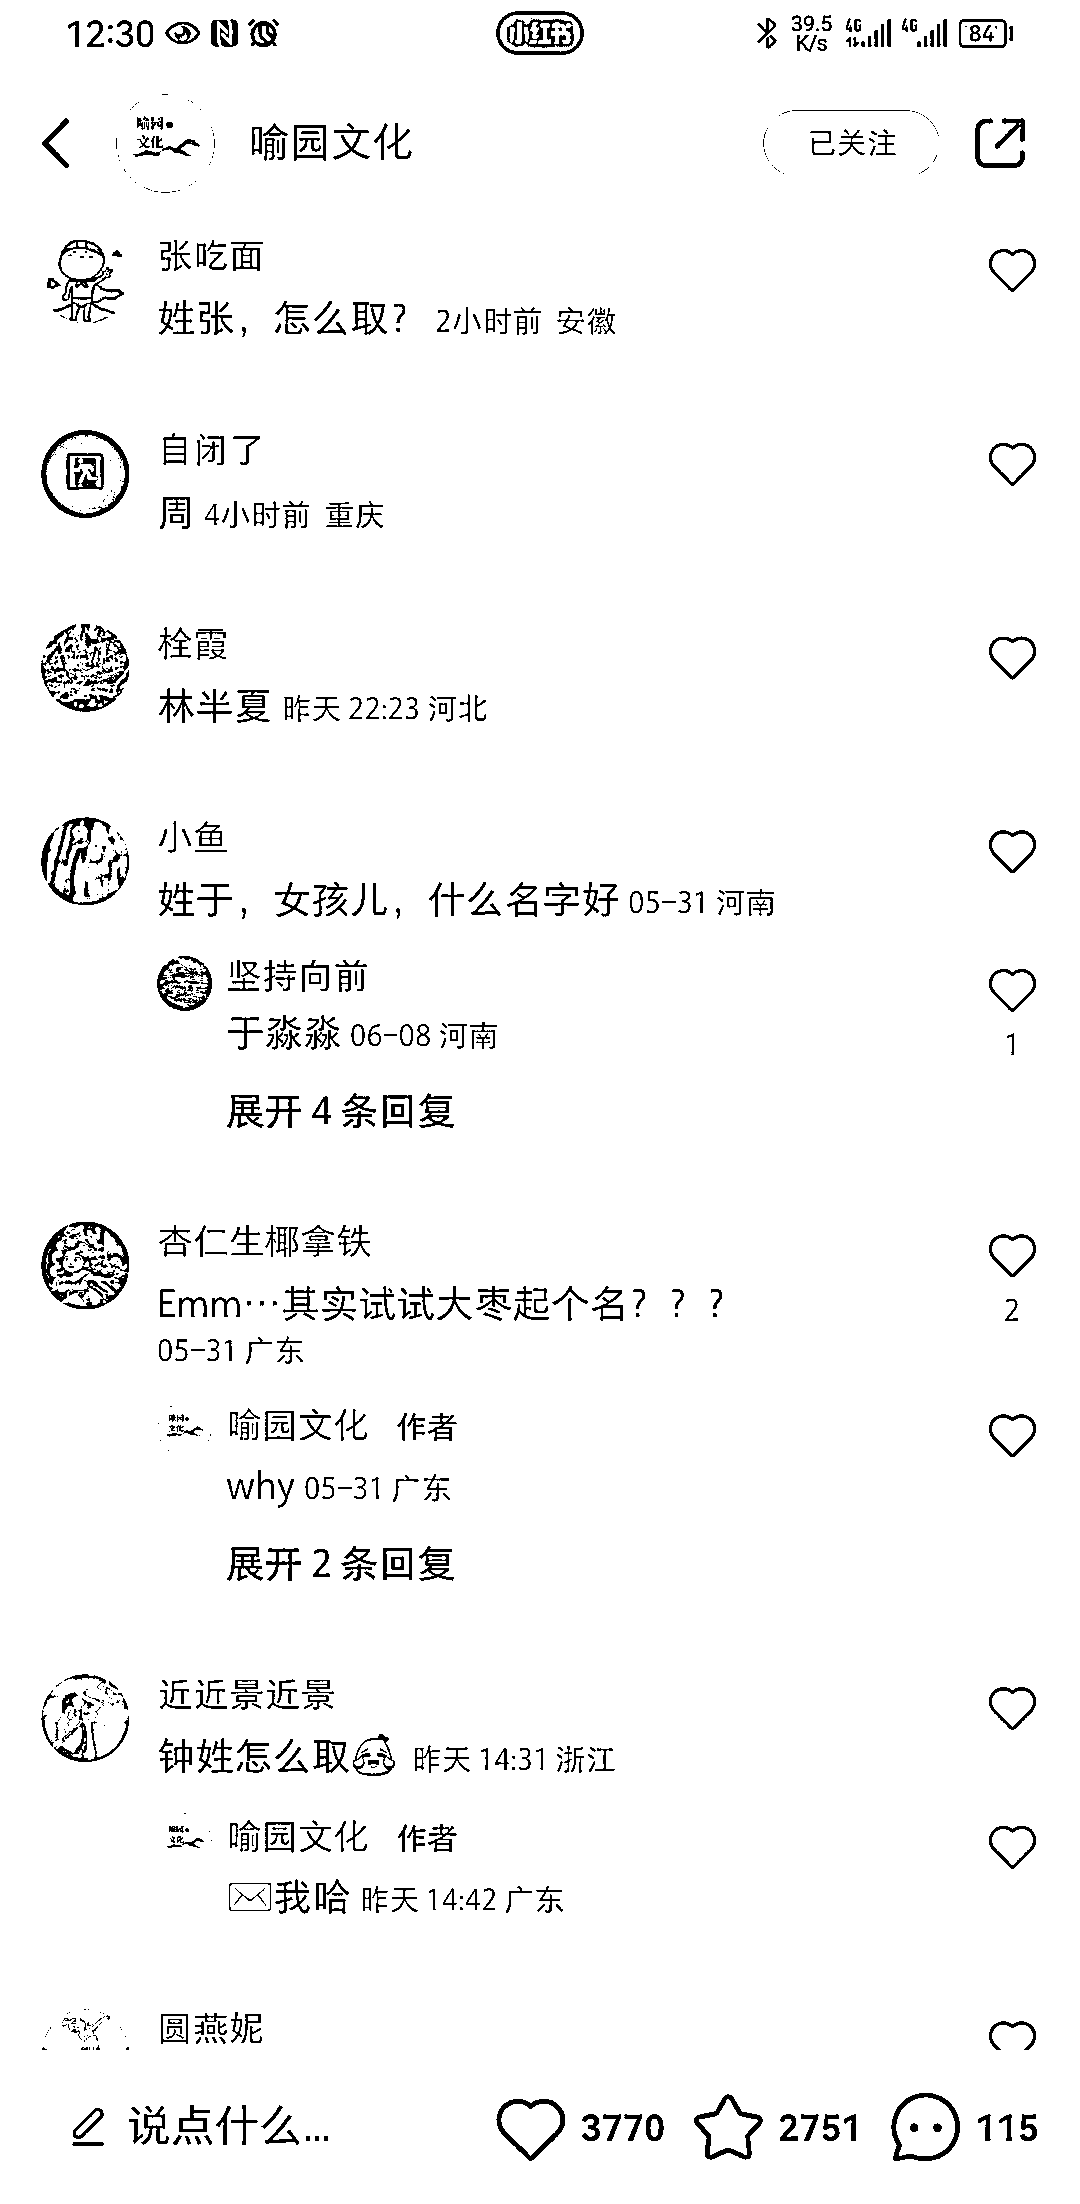 12:30 小红书 39.5 K/s 4G 4G 84
喻园文化 已关注
张吃面
姓张，怎么取？ 2小时前 安徽
自闭了
周 4小时前 重庆
栓霞
林半夏 昨天 22:23 河北
小鱼
姓于，女孩儿，什么名字好 05-31 河南
坚持向前
于淼淼 06-08 河南
1
展开 4 条回复
杏仁生椰拿铁
Emm…其实试试大枣起个名？？？
2
05-31 广东
喻园文化 作者
why 05-31 广东
展开 2 条回复
近近景近景
钟姓怎么取 昨天 14:31 浙江
喻园文化 作者
✉️我哈 昨天 14:42 广东
圆燕妮
说点什么... 3770 2751 115